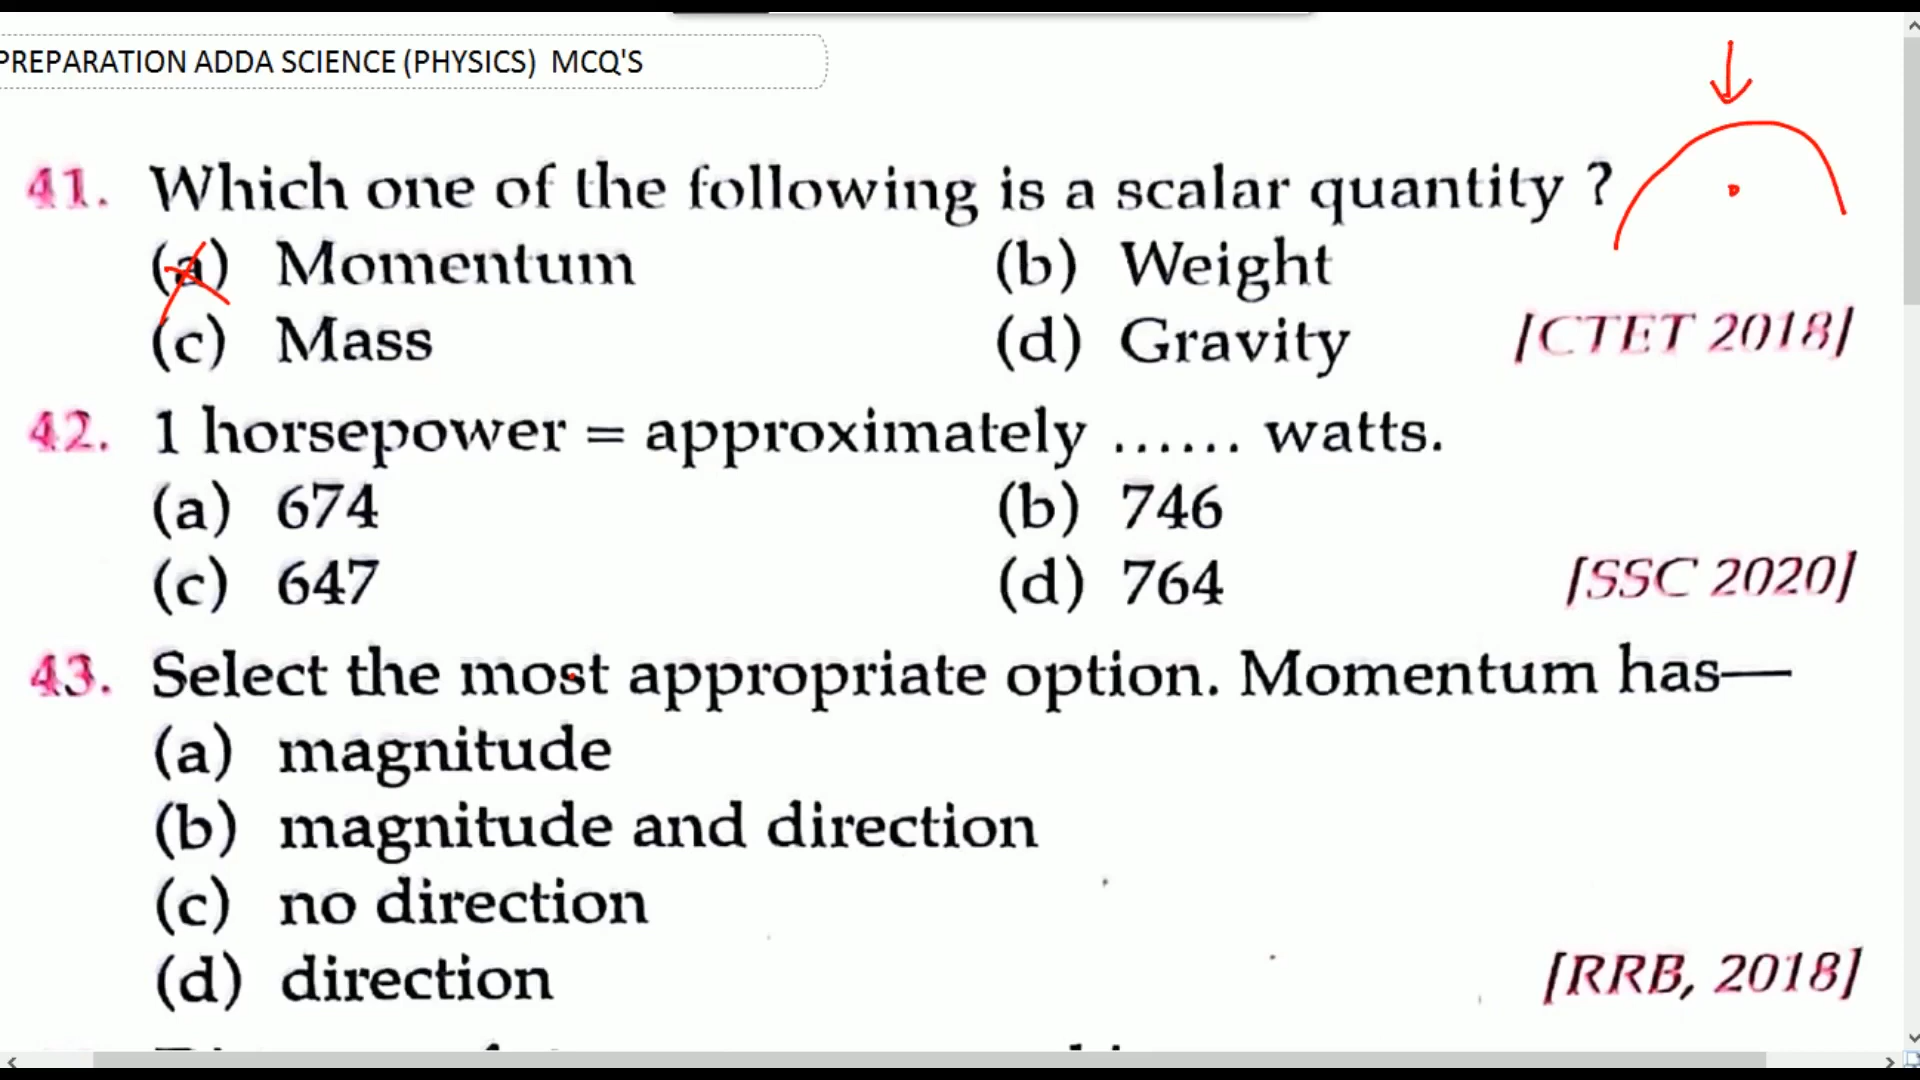 PREPARATION ADDA SCIENCE (PHYSICS) MCQ'S
41. Which one of the following is a scalar quantity ?
(a) Momentum (b) Weight
(c) Mass (d) Gravity [CTET 2018]
42. 1 horsepower = approximately ...... watts.
(a) 674 (b) 746
(c) 647 (d) 764 [SSC 2020]
43. Select the most appropriate option. Momentum has—
(a) magnitude
(b) magnitude and direction
(c) no direction
(d) direction [RRB, 2018]